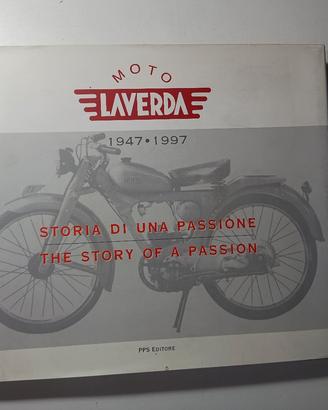 MOTO
LAVERDA
1947•1997
STORIA DI UNA PASSIONE
THE STORY OF A PASSION
PPS EDITORE